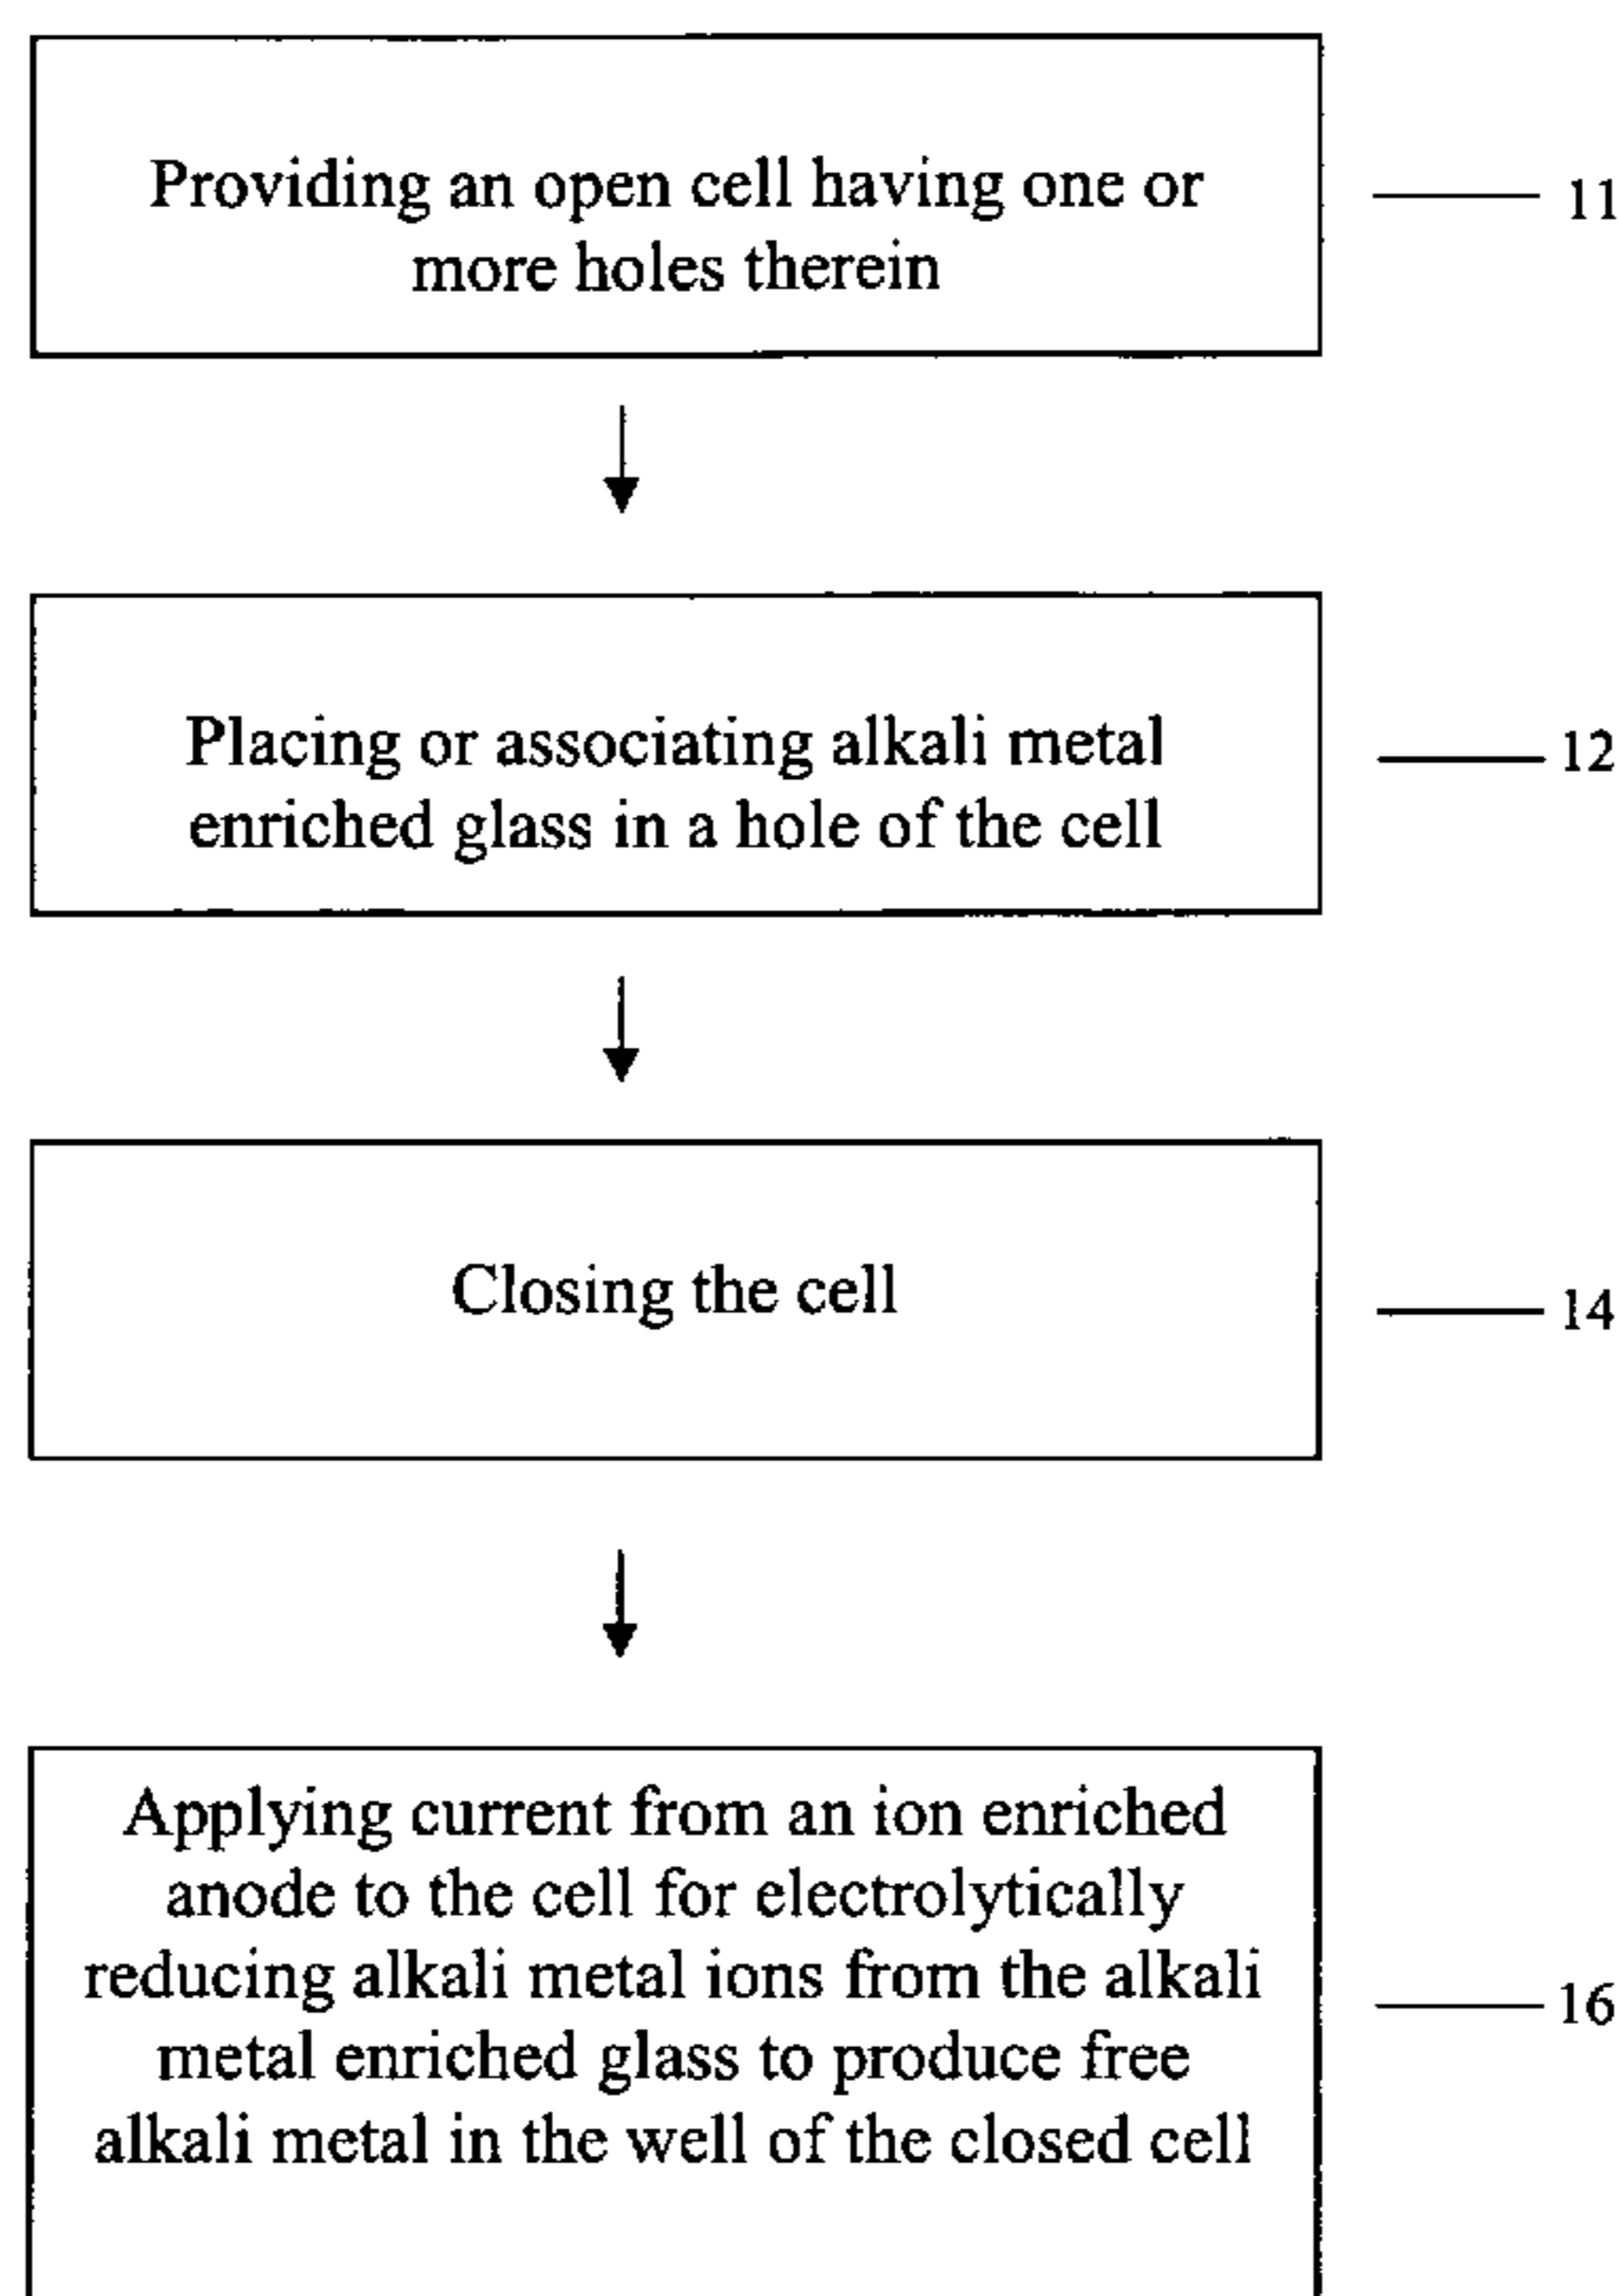 Providing an open cell having one or
more holes therein
11
Placing or associating alkali metal
enriched glass in a hole of the cell
12
Closing the cell
14
Applying current from an ion enriched
anode to the cell for electrolytically
reducing alkali metal ions from the alkali
metal enriched glass to produce free
alkali metal in the well of the closed cell
16